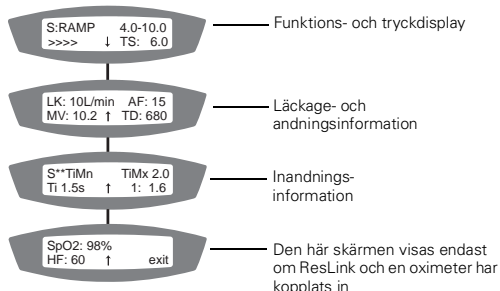 S:RAMP 4.0-10.0
>>>> ↓ TS: 6.0
Funktions- och tryckdisplay
LK: 10L/min AF: 15
MV: 10.2 ↑ TD: 680
Läckage- och
andningsinformation
S**TiMn TiMx 2.0
Ti 1.5s ↑ 1: 1.6
Inandnings-
information
SpO2: 98%
HF: 60 ↑ exit
Den här skärmen visas endast
om ResLink och en oximeter har
kopplats in